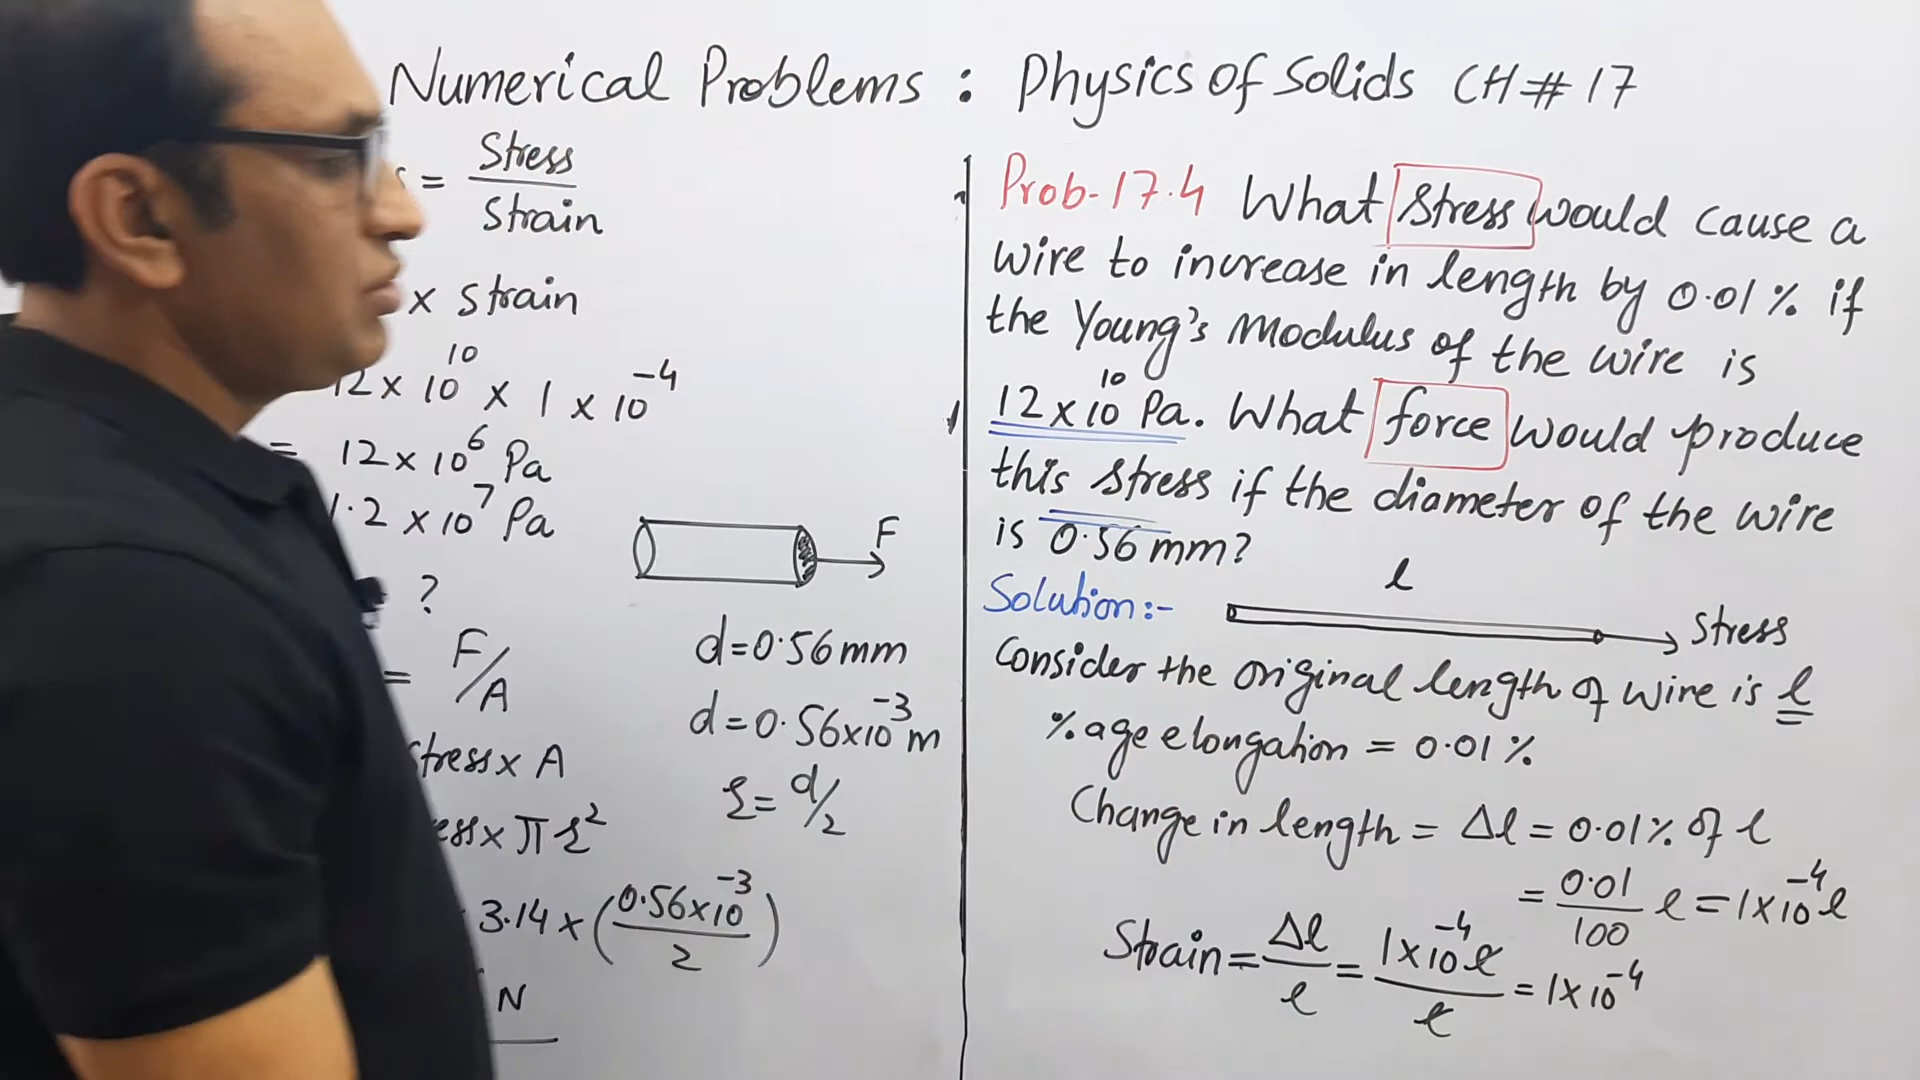 Numerical Problems : Physics of Solids CH # 17
= Stress / Strain
x Strain
12 x 10^10 x 1 x 10^-4
= 12 x 10^6 Pa
1.2 x 10^7 Pa
?
= F/A
Stress x A
ess x π r²
3.14 x (0.56x10^-3 / 2)
N
F
d=0.56mm
d=0.56x10^-3 m
r = d/2
Prob-17.4 What Stress would cause a
wire to increase in length by 0.01% if
the Young's Modulus of the wire is
12x10^10 Pa. What force would produce
this stress if the diameter of the wire
is 0.56 mm?
Solution:-
l
Stress
Consider the original length of wire is l
%age elongation = 0.01%
Change in length = Δl = 0.01% of l
= 0.01/100 l = 1x10^-4 l
Strain = Δl/l = 1x10^-4 l/l = 1x10^-4